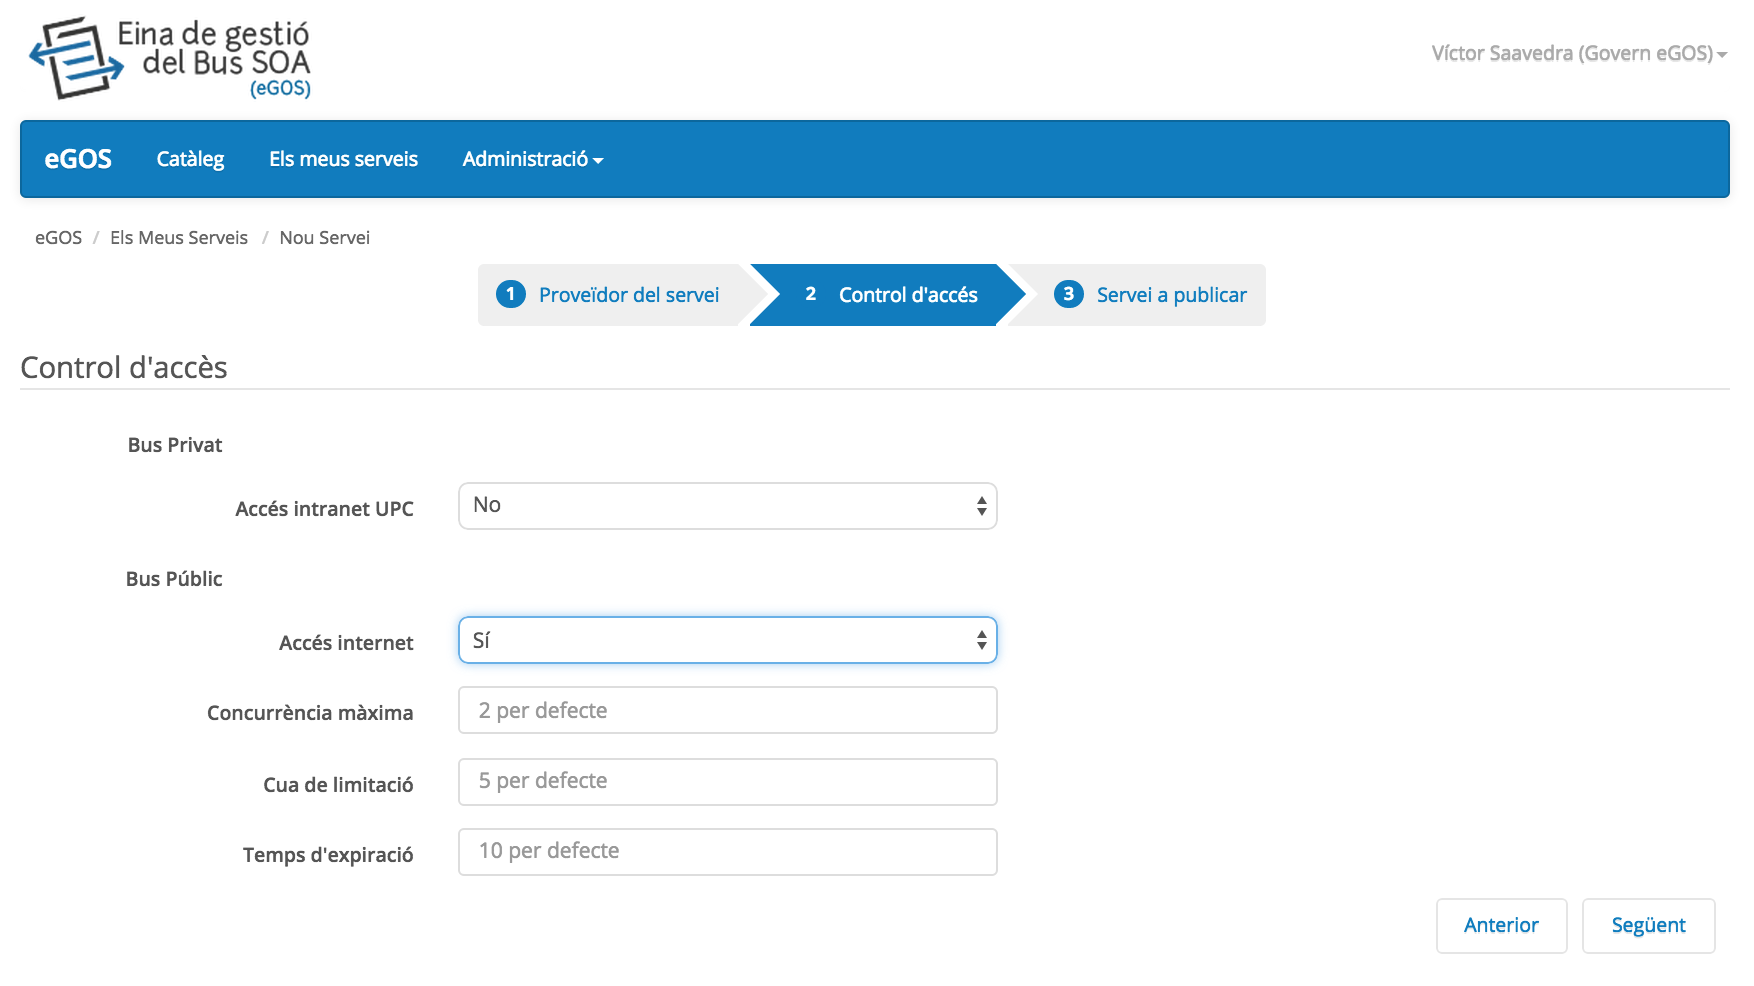 Eina de gestió
del Bus SOA
(eGOS)
Víctor Saavedra (Govern eGOS)
eGOS Catàleg Els meus serveis Administració
eGOS / Els Meus Serveis / Nou Servei
1 Proveïdor del servei 2 Control d'accés 3 Servei a publicar
Control d'accès
Bus Privat
Accés intranet UPC No
Bus Públic
Accés internet Sí
Concurrència màxima 2 per defecte
Cua de limitació 5 per defecte
Temps d'expiració 10 per defecte
Anterior Següent